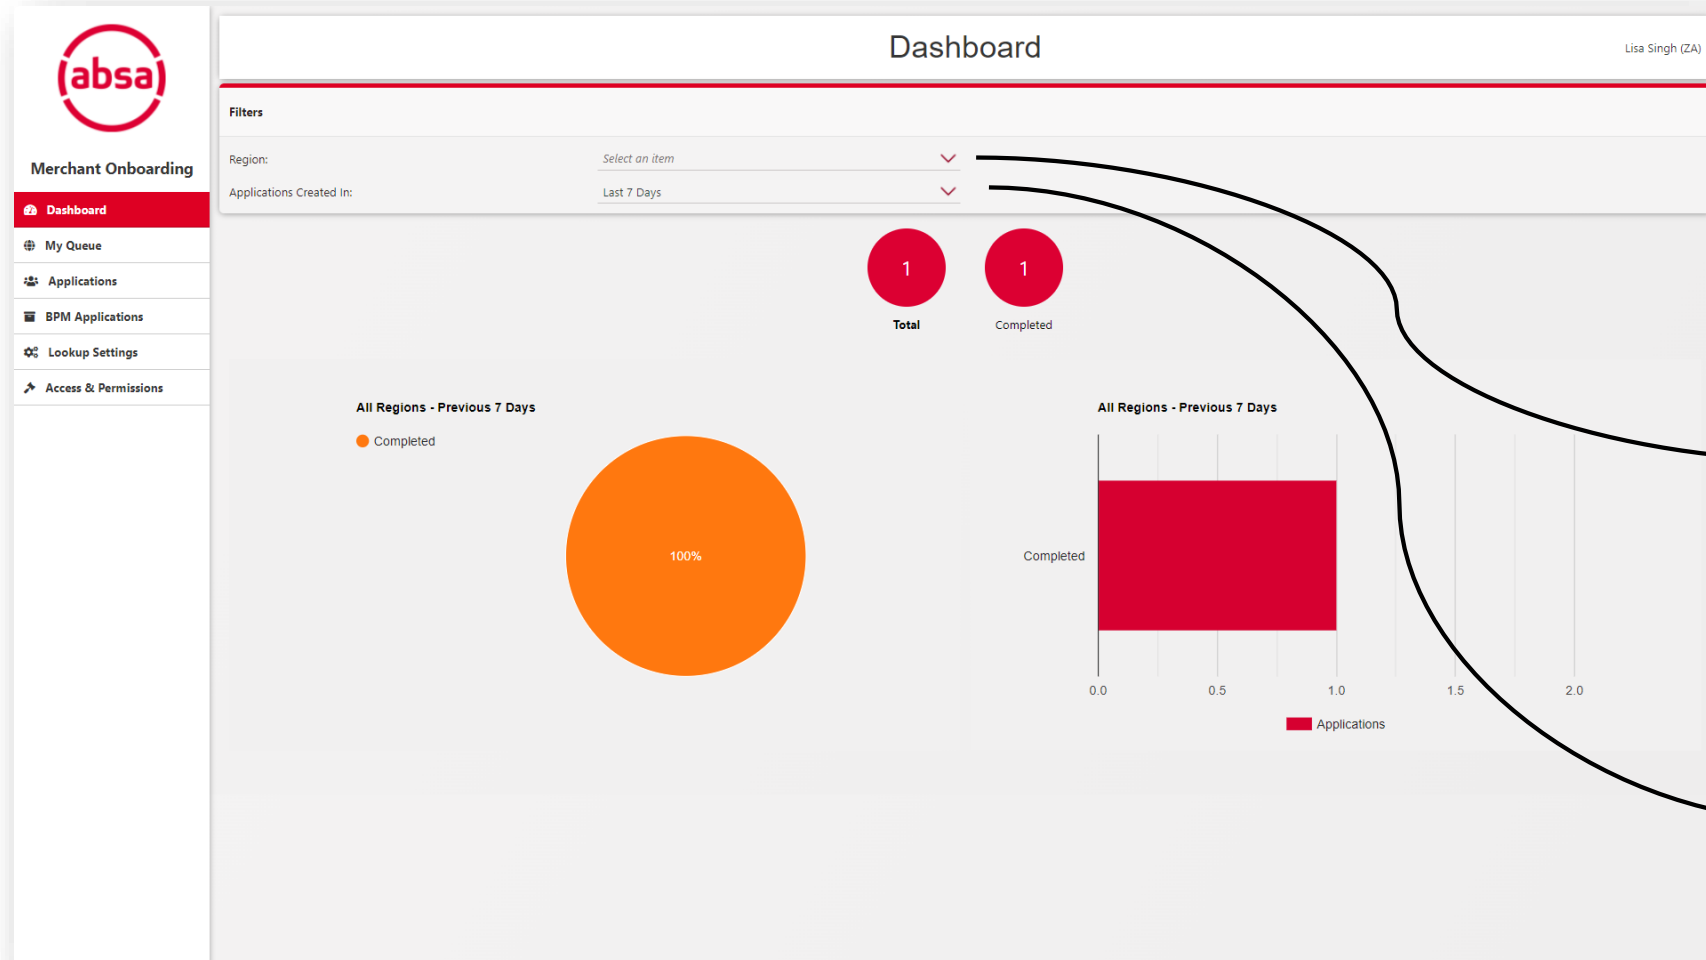 absa
Merchant Onboarding
Dashboard
My Queue
Applications
BPM Applications
Lookup Settings
Access & Permissions
Dashboard
Lisa Singh (ZA)
Filters
Region:
Select an item
Applications Created In:
Last 7 Days
1
1
Total
Completed
All Regions - Previous 7 Days
Completed
100%
All Regions - Previous 7 Days
Completed
0.0
0.5
1.0
1.5
2.0
Applications